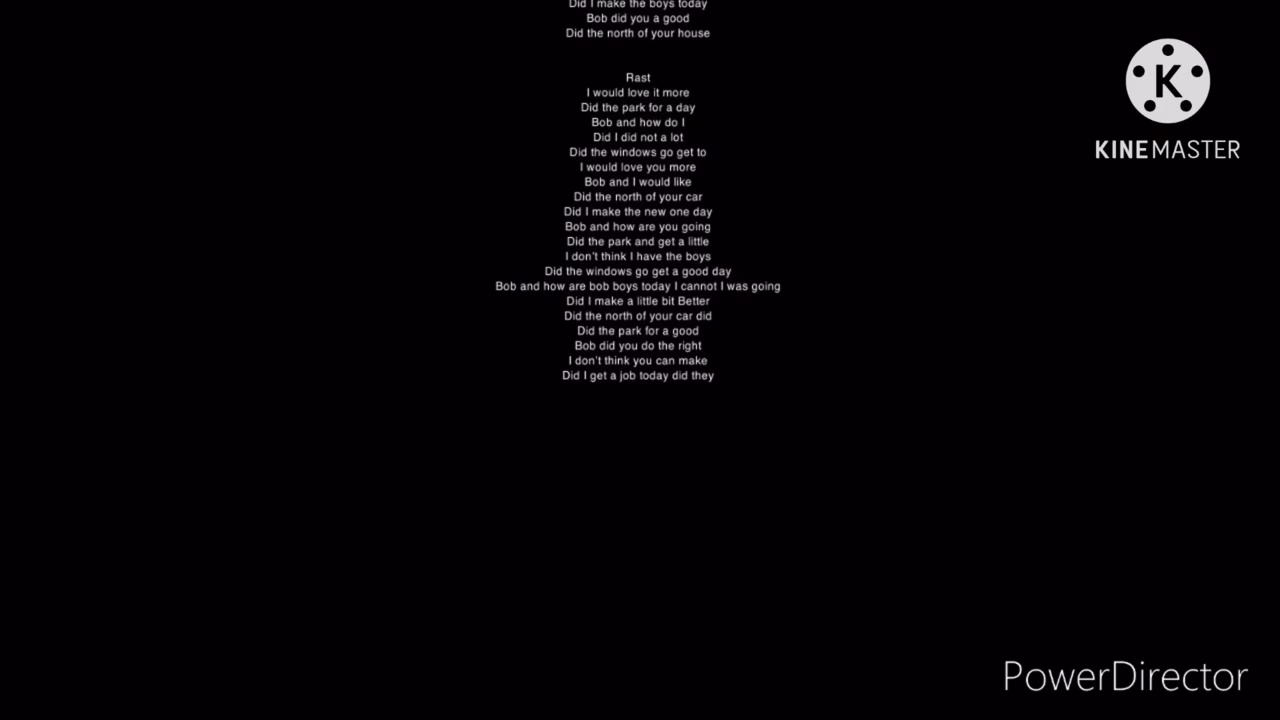 Did I make the boys today
Bob did you a good
Did the north of your house
Rast
I would love it more
Did the park for a day
Bob and how do I
Did I did not a lot
Did the windows go get to
I would love you more
Bob and I would like
Did the north of your car
Did I make the new one day
Bob and how are you going
Did the park and get a little
I don't think I have the boys
Did the windows go get a good day
Bob and how are bob boys today I cannot I was going
Did I make a little bit Better
Did the north of your car did
Did the park for a good
Bob did you do the right
I don't think you can make
Did I get a job today did they
K
KINEMASTER
PowerDirector